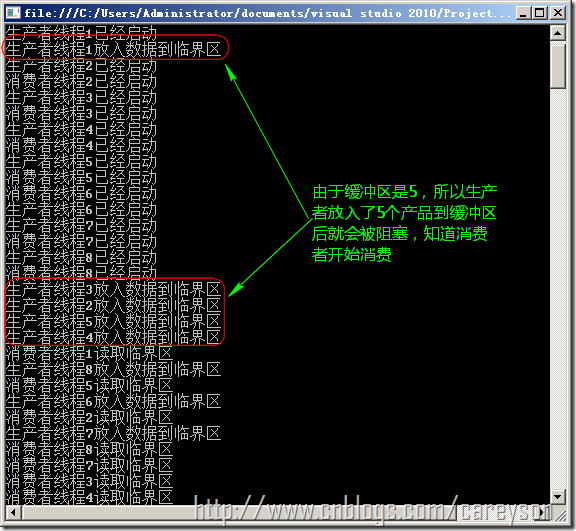 file:///C:/Users/Administrator/documents/visual studio 2010/Project...
生产者线程1已经启动
生产者线程1放入数据到临界区
生产者线程2已经启动
消费者线程2已经启动
生产者线程3已经启动
消费者线程3已经启动
消费者线程4已经启动
生产者线程4已经启动
生产者线程5已经启动
消费者线程5已经启动
消费者线程6已经启动
生产者线程6已经启动
生产者线程7已经启动
消费者线程7已经启动
生产者线程8已经启动
消费者线程8已经启动
生产者线程3放入数据到临界区
生产者线程2放入数据到临界区
生产者线程5放入数据到临界区
生产者线程4放入数据到临界区
消费者线程1读取临界区
生产者线程8放入数据到临界区
消费者线程5读取临界区
生产者线程6放入数据到临界区
消费者线程2读取临界区
生产者线程7放入数据到临界区
消费者线程8读取临界区
消费者线程7读取临界区
消费者线程3读取临界区
消费者线程4读取临界区
由于缓冲区是5，所以生产
者放入了5个产品到缓冲区
后就会被阻塞，知道消费
者开始消费
http://www.cnblogs.com/careyson